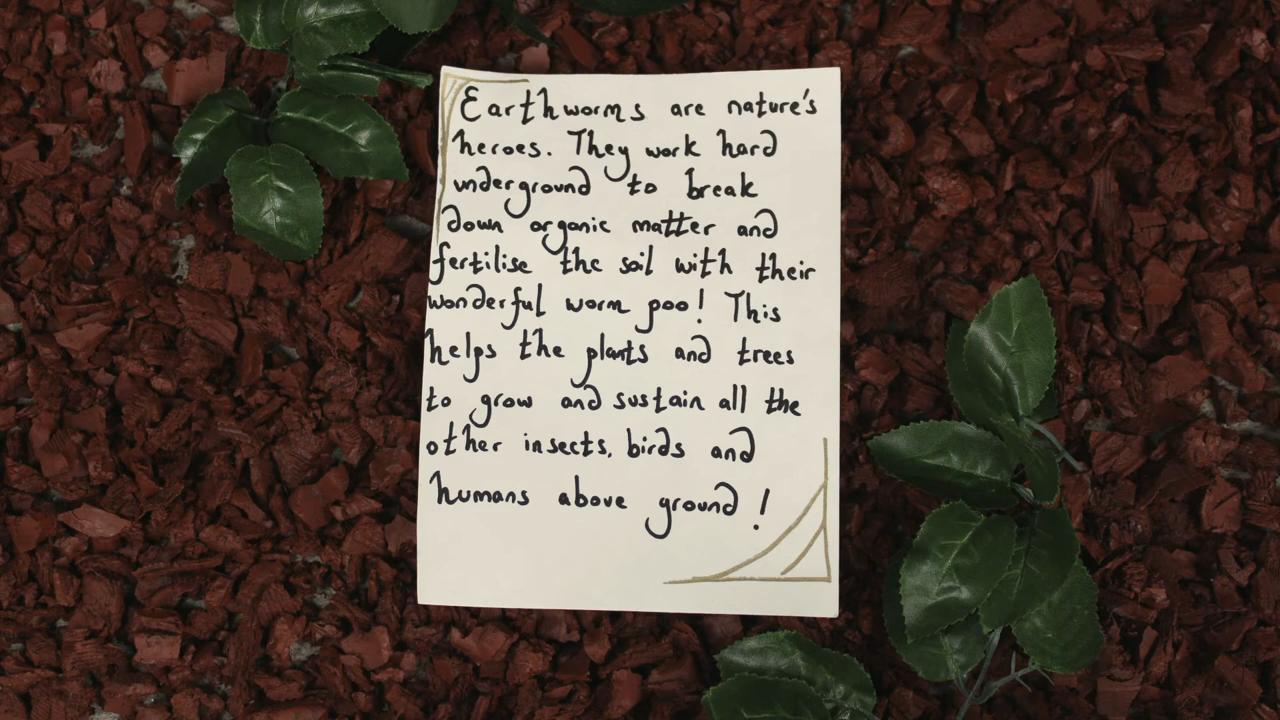 Earthworms are nature's
heroes. They work hard
underground to break
down organic matter and
fertilise the soil with their
wonderful worm poo! This
helps the plants and trees
to grow and sustain all the
other insects, birds and
humans above ground!